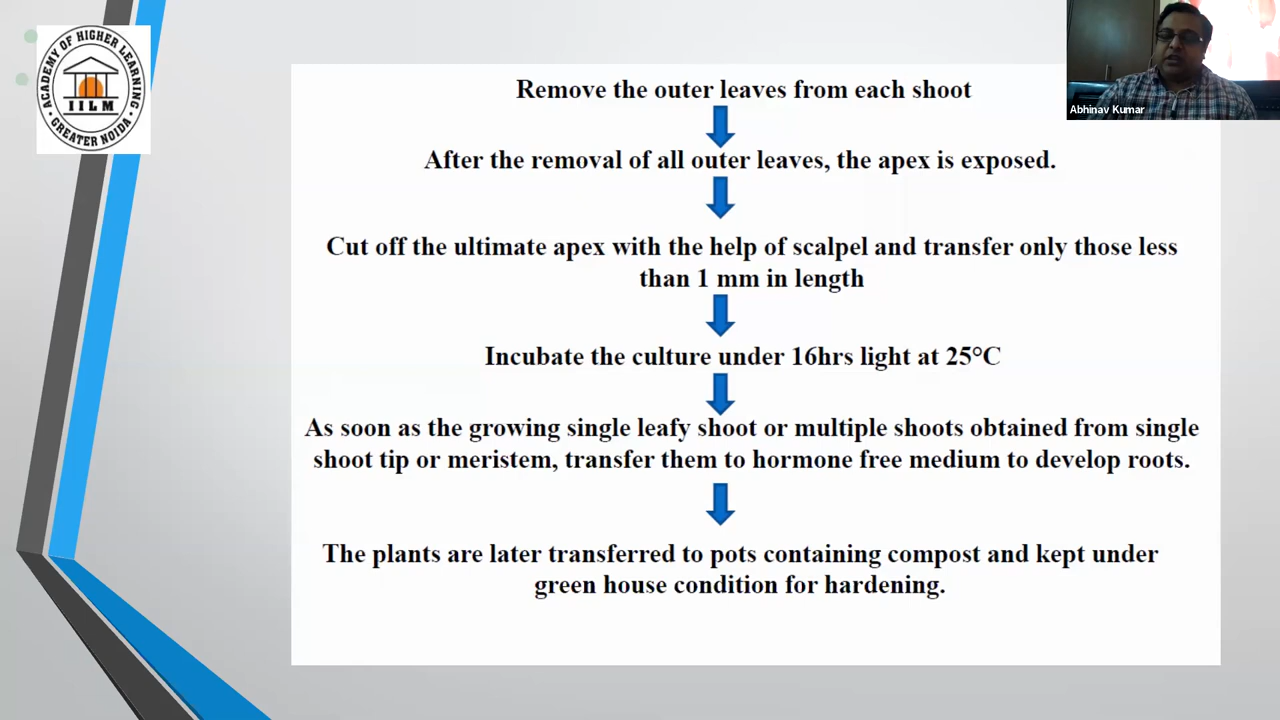 ACADEMY OF HIGHER LEARNING
IILM
GREATER NOIDA
Abhinav Kumar
Remove the outer leaves from each shoot
After the removal of all outer leaves, the apex is exposed.
Cut off the ultimate apex with the help of scalpel and transfer only those less
than 1 mm in length
Incubate the culture under 16hrs light at 25°C
As soon as the growing single leafy shoot or multiple shoots obtained from single
shoot tip or meristem, transfer them to hormone free medium to develop roots.
The plants are later transferred to pots containing compost and kept under
green house condition for hardening.